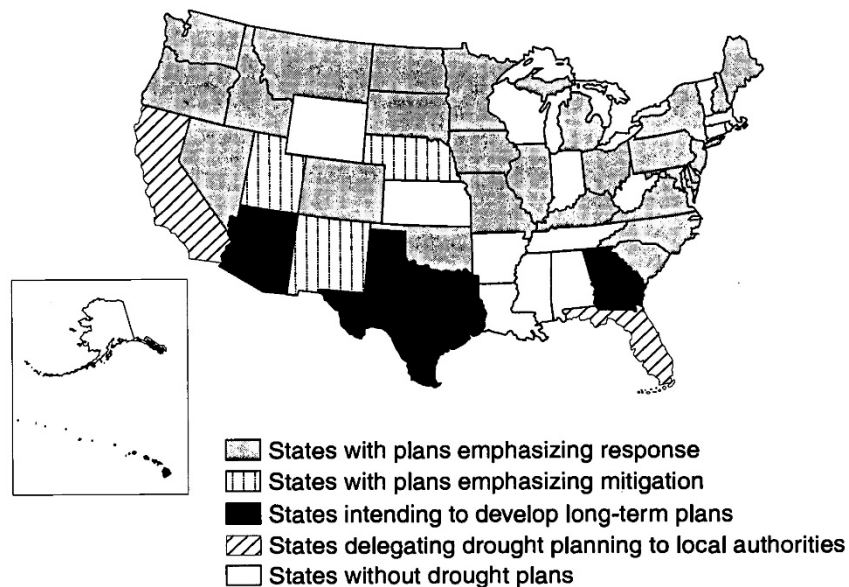 States with plans emphasizing response
States with plans emphasizing mitigation
States intending to develop long-term plans
States delegating drought planning to local authorities
States without drought plans